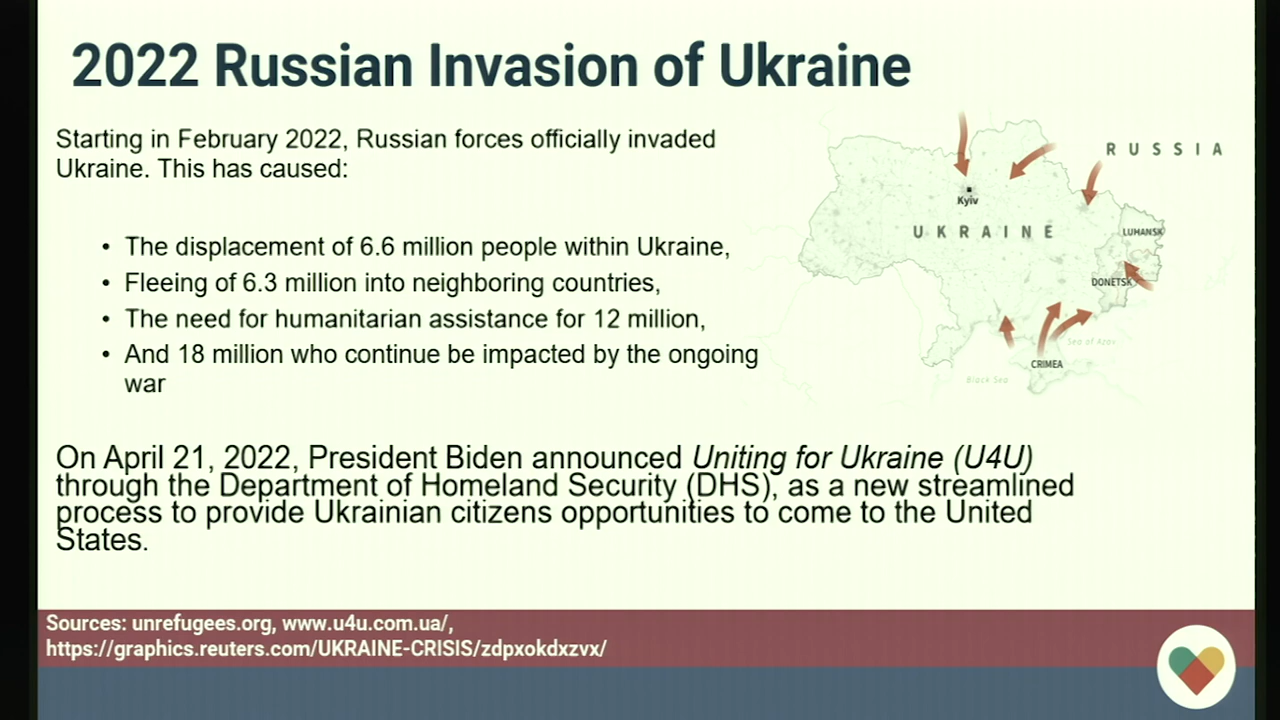 2022 Russian Invasion of Ukraine
Starting in February 2022, Russian forces officially invaded
Ukraine. This has caused:
• The displacement of 6.6 million people within Ukraine,
• Fleeing of 6.3 million into neighboring countries,
• The need for humanitarian assistance for 12 million,
• And 18 million who continue be impacted by the ongoing
war
RUSSIA
Kyiv
UKRAINE
LUHANSK
DONETSK
Sea of Azov
CRIMEA
Black Sea
On April 21, 2022, President Biden announced Uniting for Ukraine (U4U)
through the Department of Homeland Security (DHS), as a new streamlined
process to provide Ukrainian citizens opportunities to come to the United
States.
Sources: unrefugees.org, www.u4u.com.ua/,
https://graphics.reuters.com/UKRAINE-CRISIS/zdpxokdxzvx/